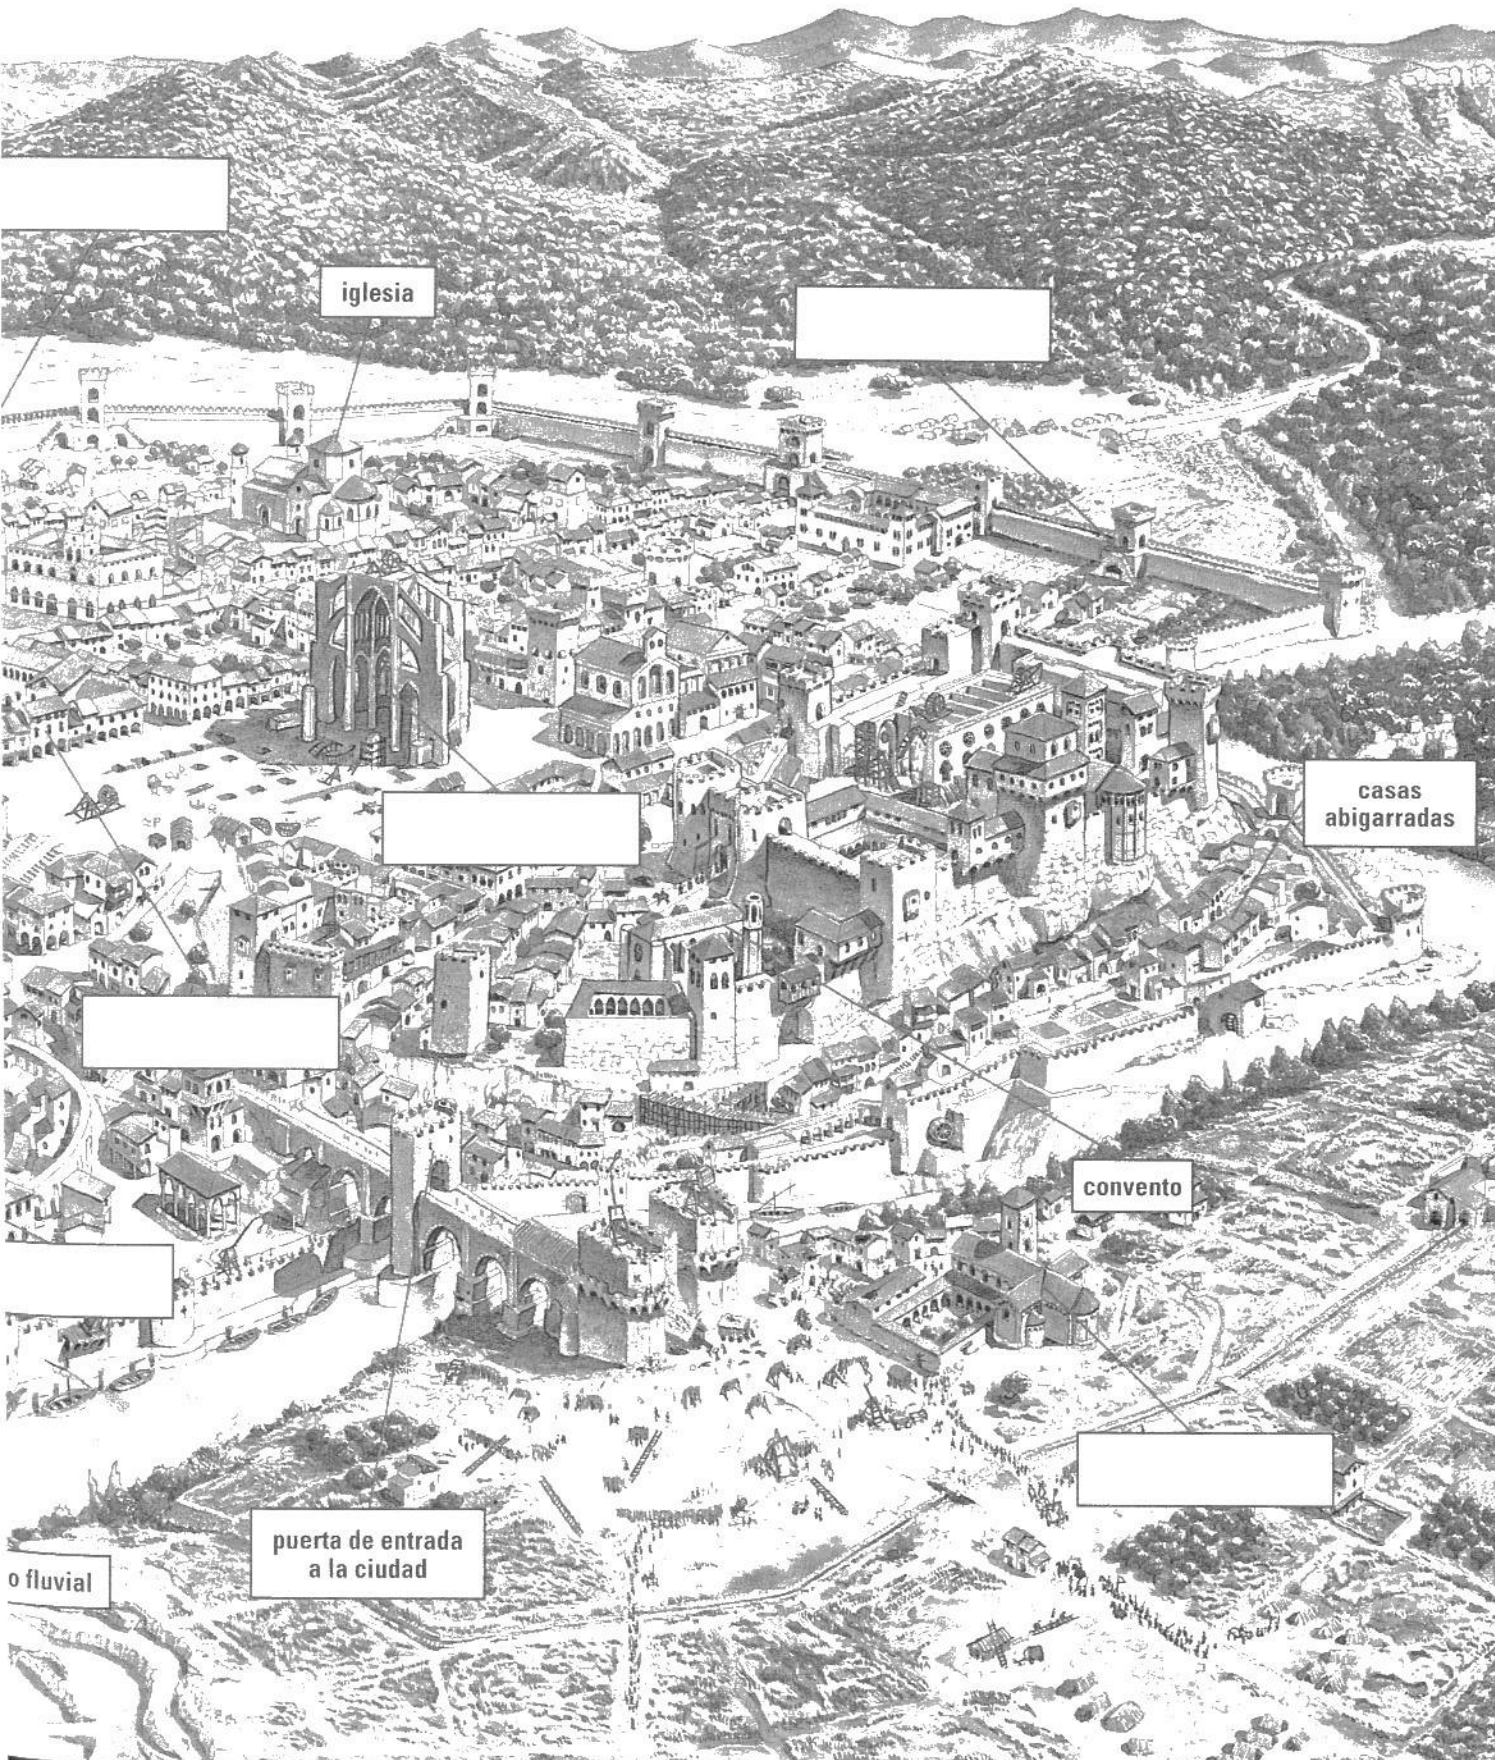 iglesia
casas
abigarradas
convento
puerta de entrada
a la ciudad
o fluvial